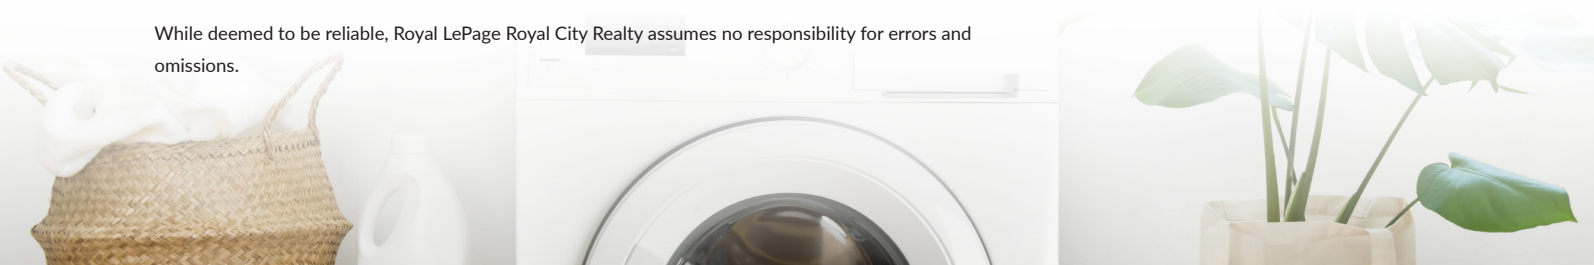 While deemed to be reliable, Royal LePage Royal City Realty assumes no responsibility for errors and
omissions.